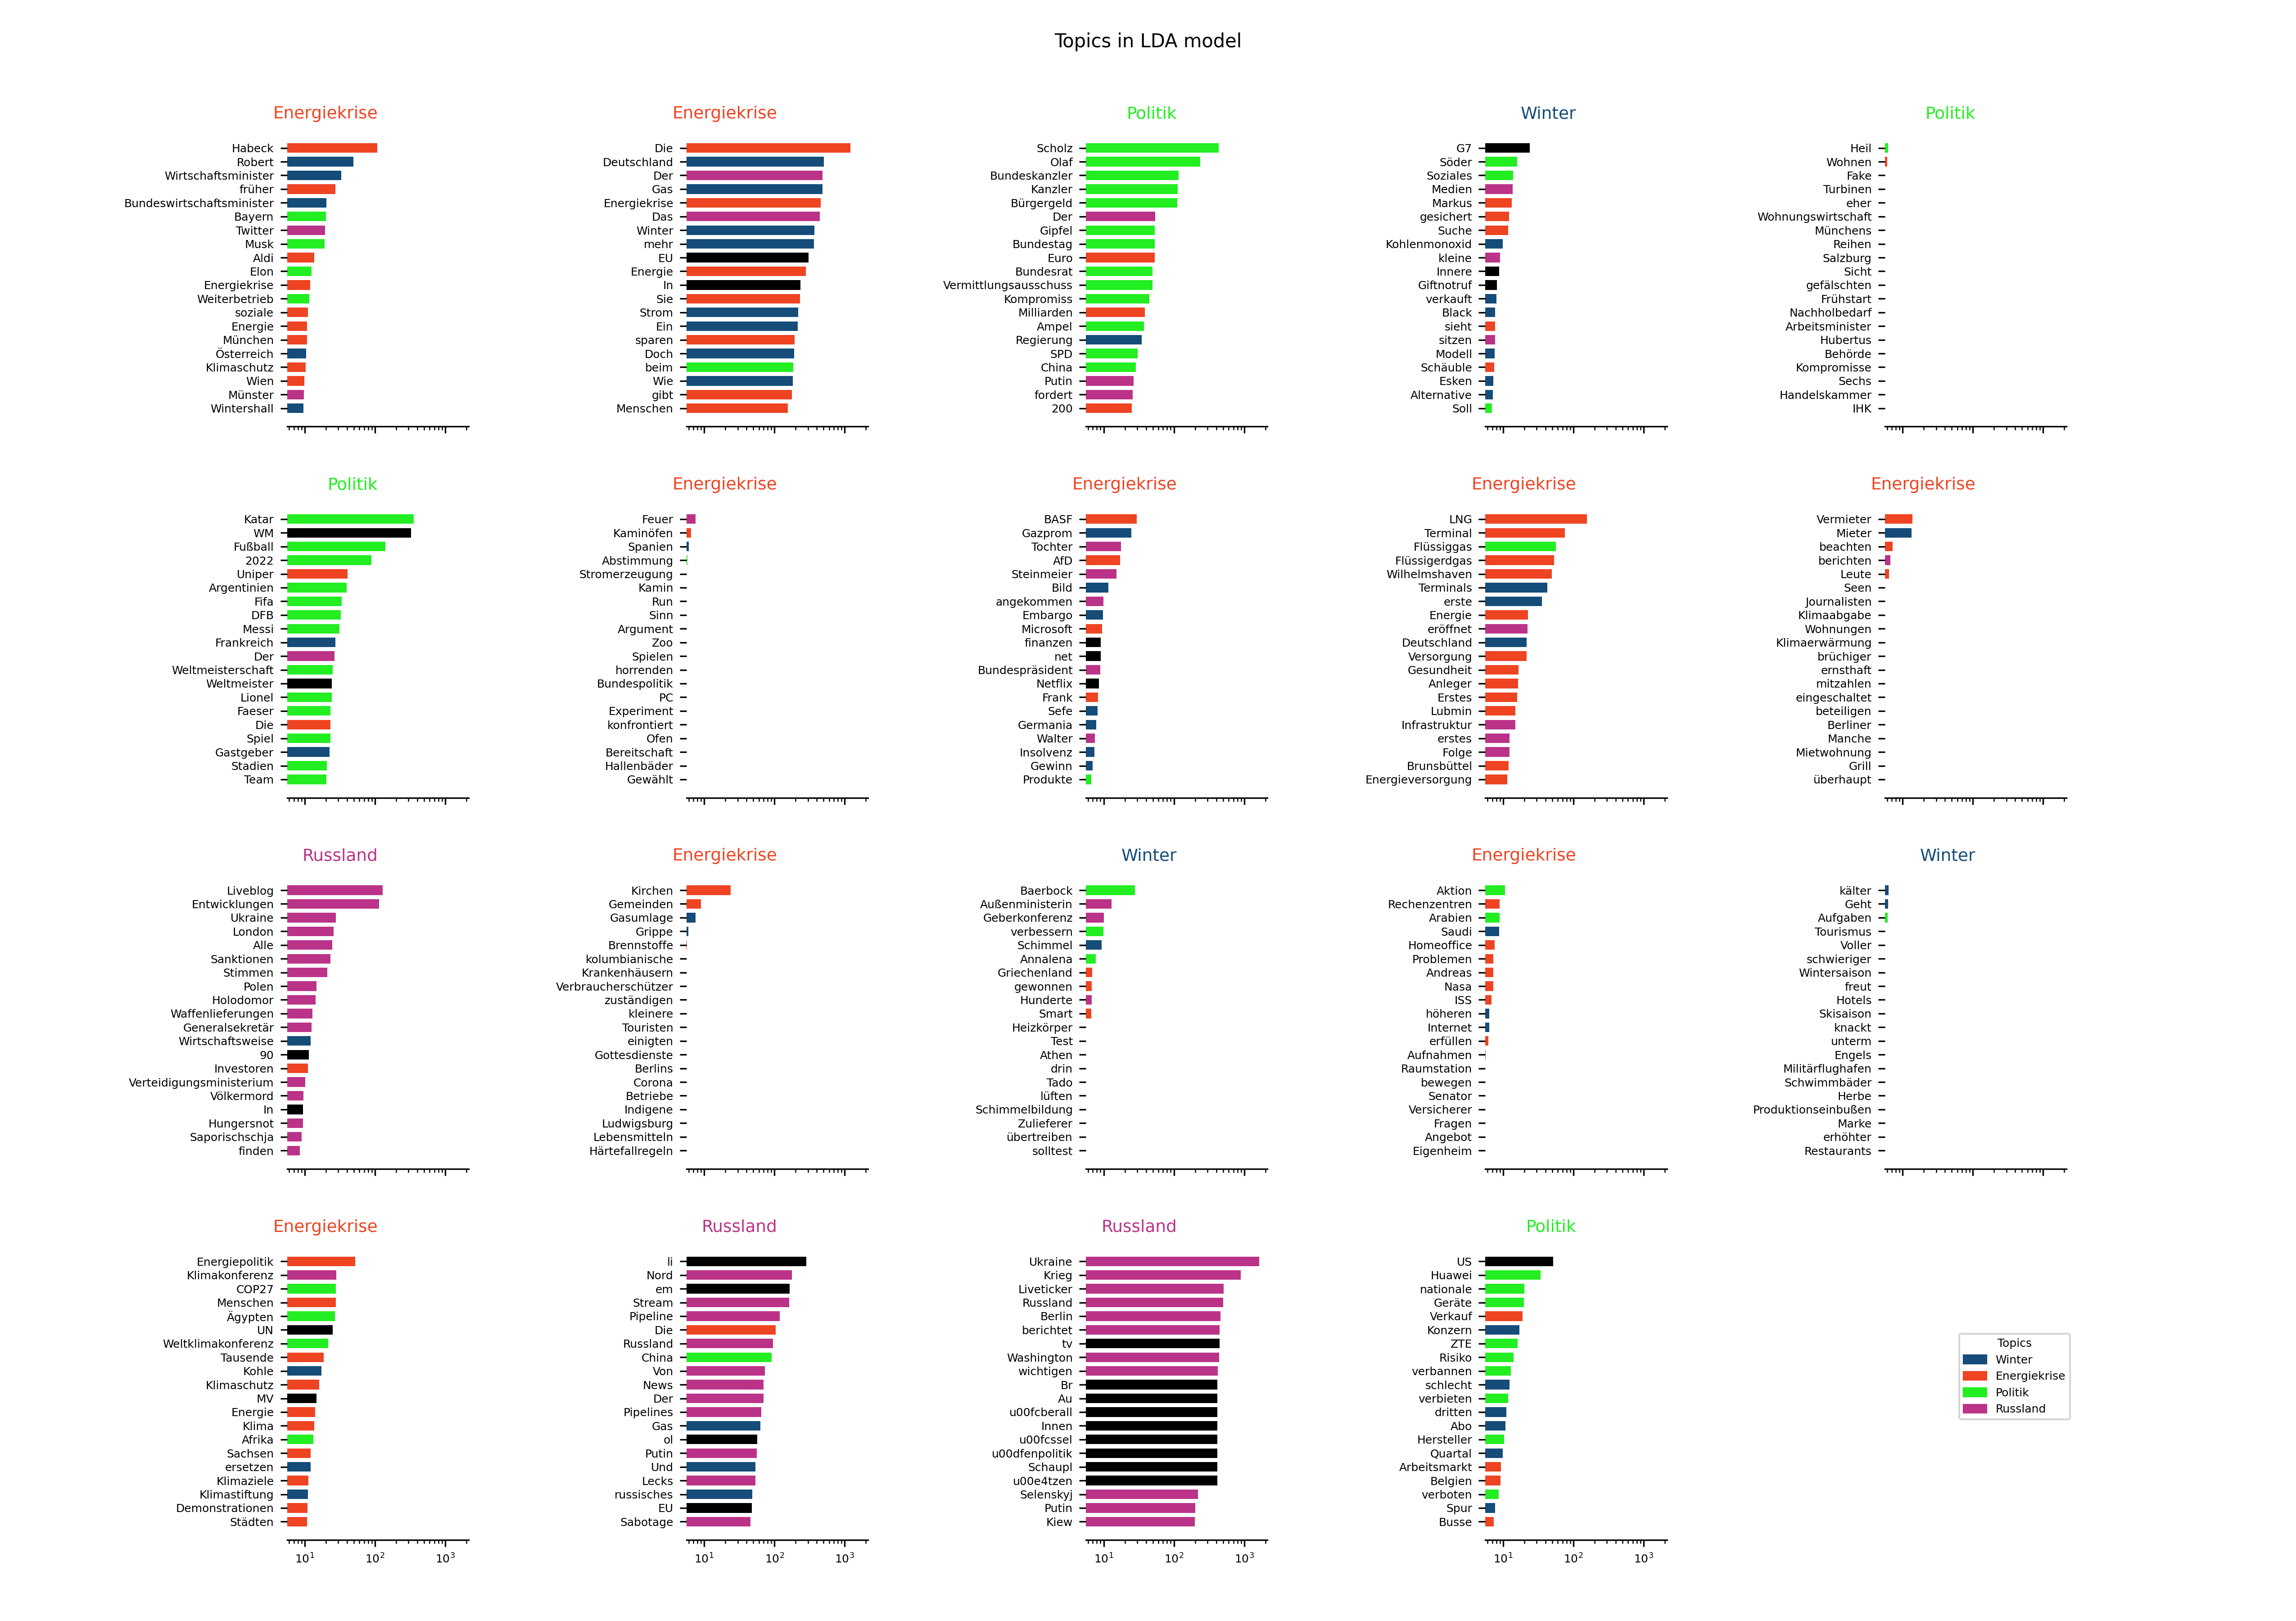 Topics in LDA model
Energiekrise
Habeck
Robert
Wirtschaftsminister
früher
Bundeswirtschaftsminister
Bayern
Twitter
Musk
Aldi
Elon
Energiekrise
Weiterbetrieb
soziale
Energie
München
Österreich
Klimaschutz
Wien
Münster
Wintershall
Energiekrise
Die
Deutschland
Der
Gas
Energiekrise
Das
Winter
mehr
EU
Energie
In
Sie
Strom
Ein
sparen
Doch
beim
Wie
gibt
Menschen
Politik
Scholz
Olaf
Bundeskanzler
Kanzler
Bürgergeld
Der
Gipfel
Bundestag
Euro
Bundesrat
Vermittlungsausschuss
Kompromiss
Milliarden
Ampel
Regierung
SPD
China
Putin
fordert
200
Winter
G7
Söder
Soziales
Medien
Markus
gesichert
Suche
Kohlenmonoxid
kleine
Innere
Giftnotruf
verkauft
Black
sieht
sitzen
Modell
Schäuble
Esken
Alternative
Soll
Politik
Heil
Wohnen
Fake
Turbinen
eher
Wohnungswirtschaft
Münchens
Reihen
Salzburg
Sicht
gefälschten
Frühstart
Nachholbedarf
Arbeitsminister
Hubertus
Behörde
Kompromisse
Sechs
Handelskammer
IHK
Politik
Katar
WM
Fußball
2022
Uniper
Argentinien
Fifa
DFB
Messi
Frankreich
Der
Weltmeisterschaft
Weltmeister
Lionel
Faeser
Die
Spiel
Gastgeber
Stadien
Team
Energiekrise
Feuer
Kaminöfen
Spanien
Abstimmung
Stromerzeugung
Kamin
Run
Sinn
Argument
Zoo
Spielen
horrenden
Bundespolitik
PC
Experiment
konfrontiert
Ofen
Bereitschaft
Hallenbäder
Gewählt
Energiekrise
BASF
Gazprom
Tochter
AfD
Steinmeier
Bild
angekommen
Embargo
Microsoft
finanzen
net
Bundespräsident
Netflix
Frank
Sefe
Germania
Walter
Insolvenz
Gewinn
Produkte
Energiekrise
LNG
Terminal
Flüssiggas
Flüssigerdgas
Wilhelmshaven
Terminals
erste
Energie
eröffnet
Deutschland
Versorgung
Gesundheit
Anleger
Erstes
Lubmin
Infrastruktur
erstes
Folge
Brunsbüttel
Energieversorgung
Energiekrise
Vermieter
Mieter
beachten
berichten
Leute
Seen
Journalisten
Klimaabgabe
Wohnungen
Klimaerwärmung
brüchiger
ernsthaft
mitzahlen
eingeschaltet
beteiligen
Berliner
Manche
Mietwohnung
Grill
überhaupt
Russland
Liveblog
Entwicklungen
Ukraine
London
Alle
Sanktionen
Stimmen
Polen
Holodomor
Waffenlieferungen
Generalsekretär
Wirtschaftsweise
90
Investoren
Verteidigungsministerium
Völkermord
In
Hungersnot
Saporischschja
finden
Energiekrise
Kirchen
Gemeinden
Gasumlage
Grippe
Brennstoffe
kolumbianische
Krankenhäusern
Verbraucherschützer
zuständigen
kleinere
Touristen
einigten
Gottesdienste
Berlins
Corona
Betriebe
Indigene
Ludwigsburg
Lebensmitteln
Härtefallregeln
Winter
Baerbock
Außenministerin
Geberkonferenz
verbessern
Schimmel
Annalena
Griechenland
gewonnen
Hunderte
Smart
Heizkörper
Test
Athen
drin
Tado
lüften
Schimmelbildung
Zulieferer
übertreiben
solltest
Energiekrise
Aktion
Rechenzentren
Arabien
Saudi
Homeoffice
Problemen
Andreas
Nasa
ISS
höheren
Internet
erfüllen
Aufnahmen
Raumstation
bewegen
Senator
Versicherer
Fragen
Angebot
Eigenheim
Winter
kälter
Geht
Aufgaben
Tourismus
Voller
schwieriger
Wintersaison
freut
Hotels
Skisaison
knackt
unterm
Engels
Militärflughafen
Schwimmbäder
Herbe
Produktionseinbußen
Marke
erhöhter
Restaurants
Energiekrise
Energiepolitik
Klimakonferenz
COP27
Menschen
Ägypten
UN
Weltklimakonferenz
Tausende
Kohle
Klimaschutz
MV
Energie
Klima
Afrika
Sachsen
ersetzen
Klimaziele
Klimastiftung
Demonstrationen
Städten
10¹ 10² 10³
Russland
li
Nord
em
Stream
Pipeline
Die
Russland
China
Von
News
Der
Pipelines
Gas
ol
Putin
Und
Lecks
russisches
EU
Sabotage
10¹ 10² 10³
Russland
Ukraine
Krieg
Liveticker
Russland
Berlin
berichtet
tv
Washington
wichtigen
Br
Au
u00fcberall
Innen
u00fcssel
u00dfenpolitik
Schaupl
u00e4tzen
Selenskyj
Putin
Kiew
10¹ 10² 10³
Politik
US
Huawei
nationale
Geräte
Verkauf
Konzern
ZTE
Risiko
verbannen
schlecht
verbieten
dritten
Abo
Hersteller
Quartal
Arbeitsmarkt
Belgien
verboten
Spur
Busse
10¹ 10² 10³
Topics
Winter
Energiekrise
Politik
Russland